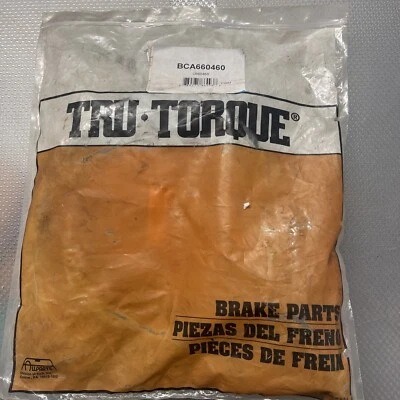 BCA660460
TRU·TORQUE®
BRAKE PARTS
PIEZAS DEL FRENO
PIÈCES DE FREIN